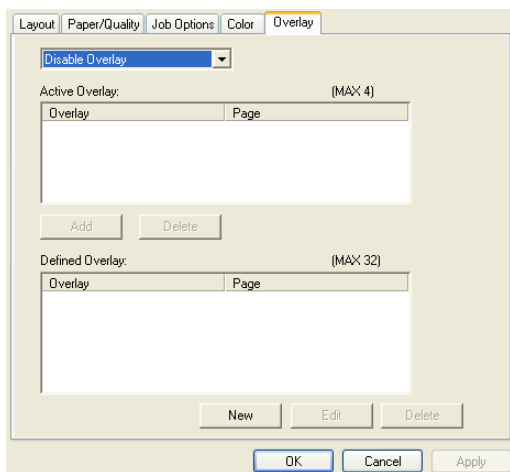 Layout Paper/Quality Job Options Color Overlay
Disable Overlay
Active Overlay: (MAX 4)
Overlay Page
Add Delete
Defined Overlay: (MAX 32)
Overlay Page
New Edit Delete
OK Cancel Apply